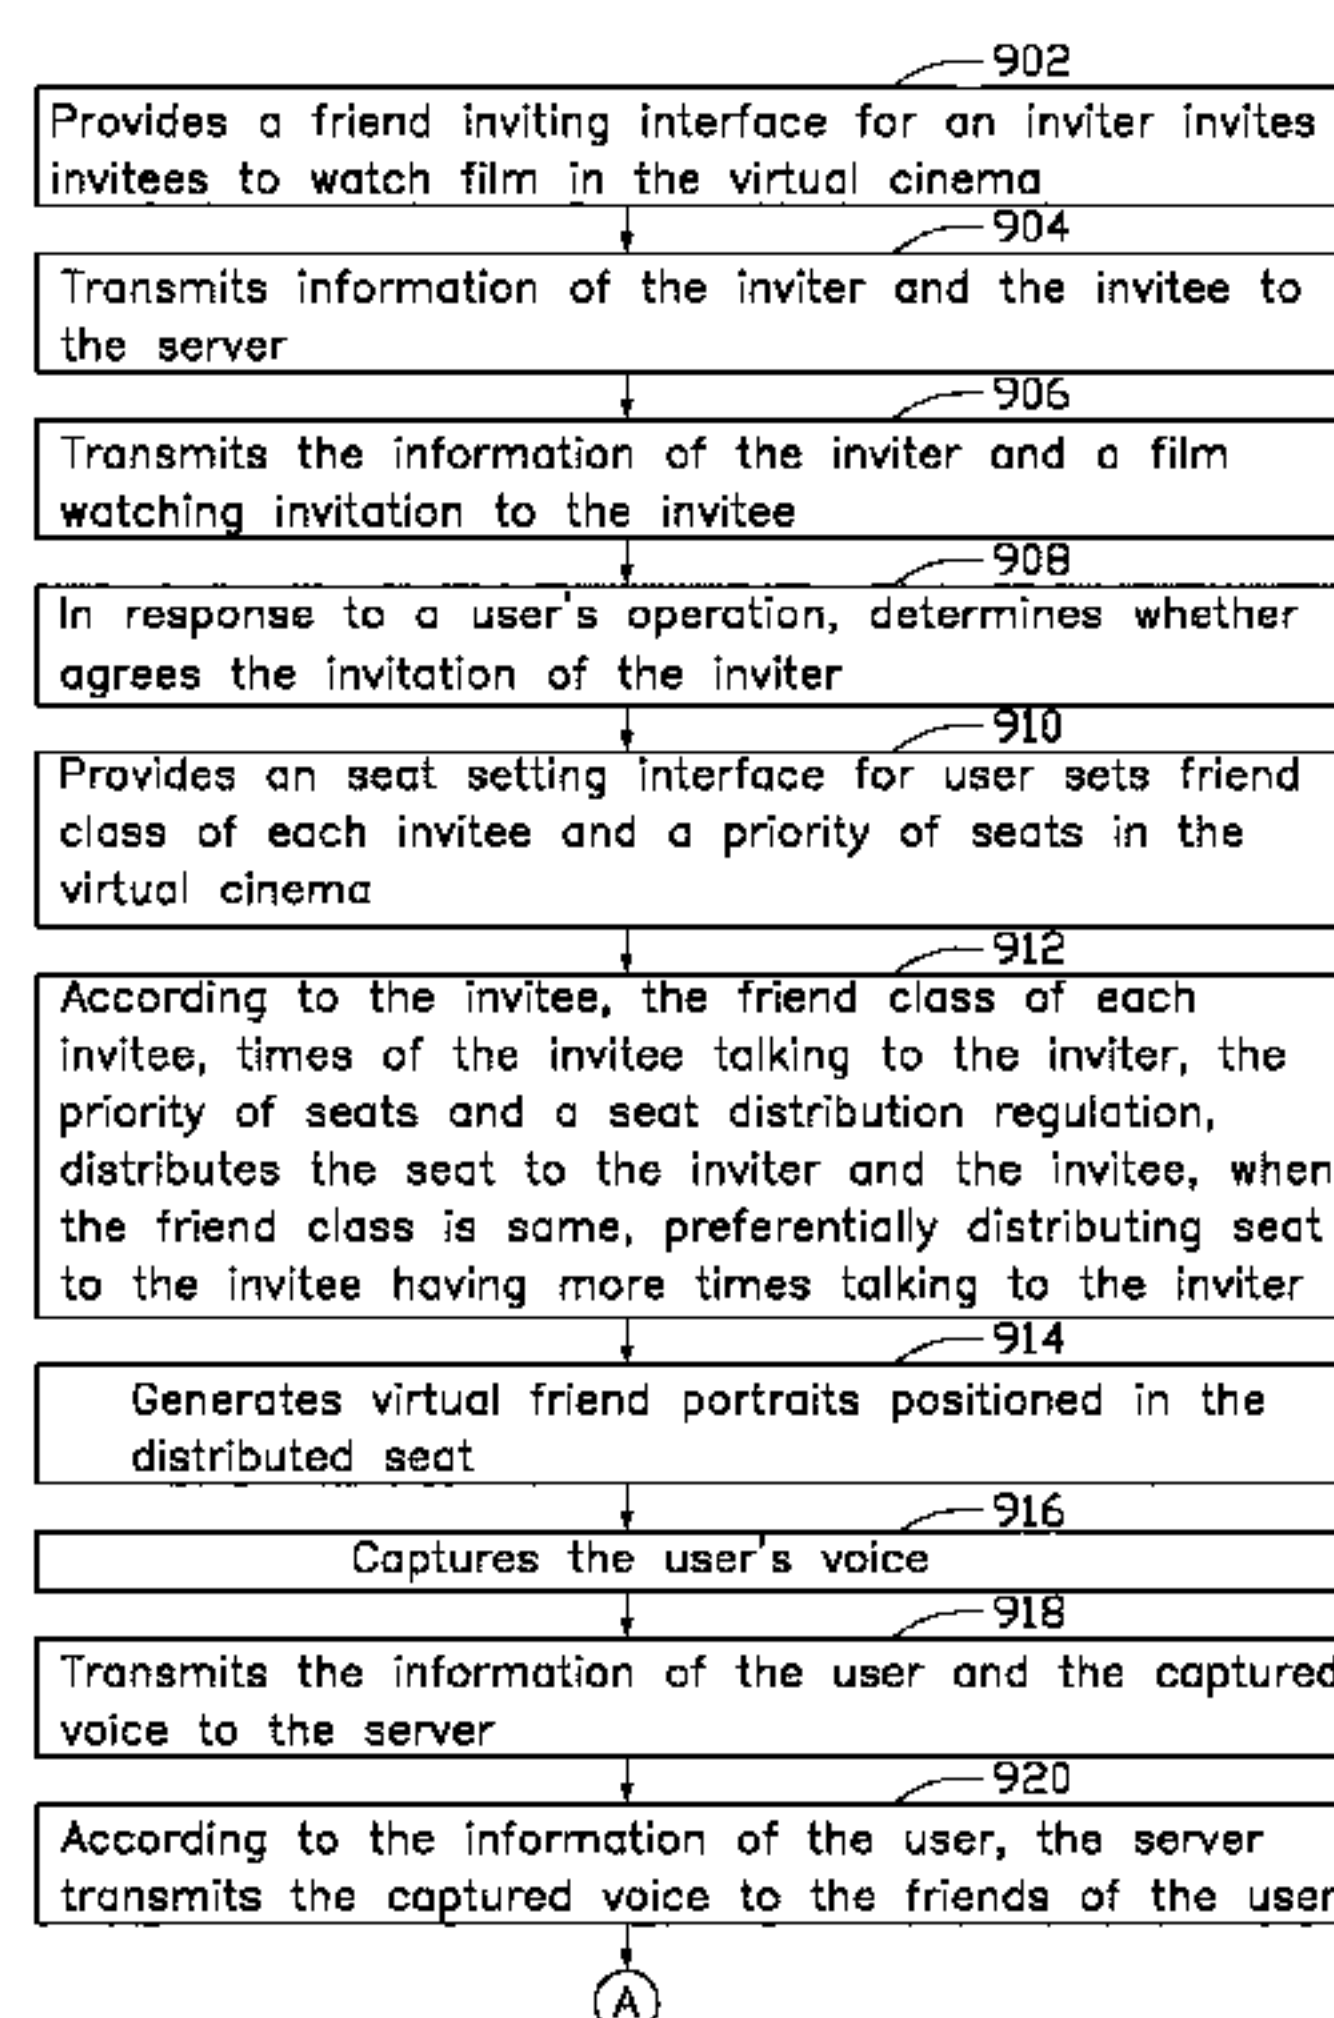 902
Provides a friend inviting interface for an inviter invites
invitees to watch film in the virtual cinema
904
Transmits information of the inviter and the invitee to
the server
906
Transmits the information of the inviter and a film
watching invitation to the invitee
908
In response to a user's operation, determines whether
agrees the invitation of the inviter
910
Provides an seat setting interface for user sets friend
class of each invitee and a priority of seats in the
virtual cinema
912
According to the invitee, the friend class of each
invitee, times of the invitee talking to the inviter, the
priority of seats and a seat distribution regulation,
distributes the seat to the inviter and the invitee, when
the friend class is same, preferentially distributing seat
to the invitee having more times talking to the inviter
914
Generates virtual friend portraits positioned in the
distributed seat
916
Captures the user's voice
918
Transmits the information of the user and the captured
voice to the server
920
According to the information of the user, the server
transmits the captured voice to the friends of the user
A